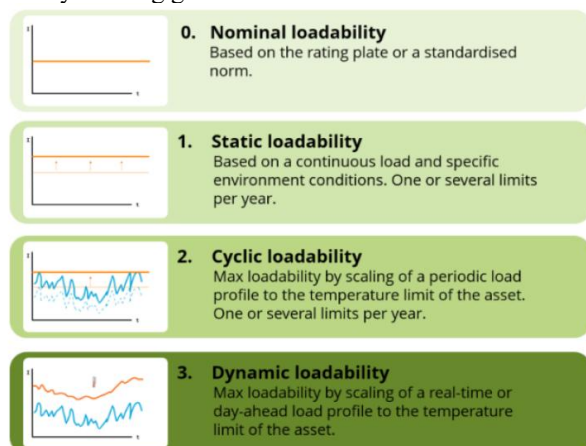 0. Nominal loadability
Based on the rating plate or a standardised
norm.
1. Static loadability
Based on a continuous load and specific
environment conditions. One or several limits
per year.
2. Cyclic loadability
Max loadability by scaling of a periodic load
profile to the temperature limit of the asset.
One or several limits per year.
3. Dynamic loadability
Max loadability by scaling of a real-time or
day-ahead load profile to the temperature
limit of the asset.